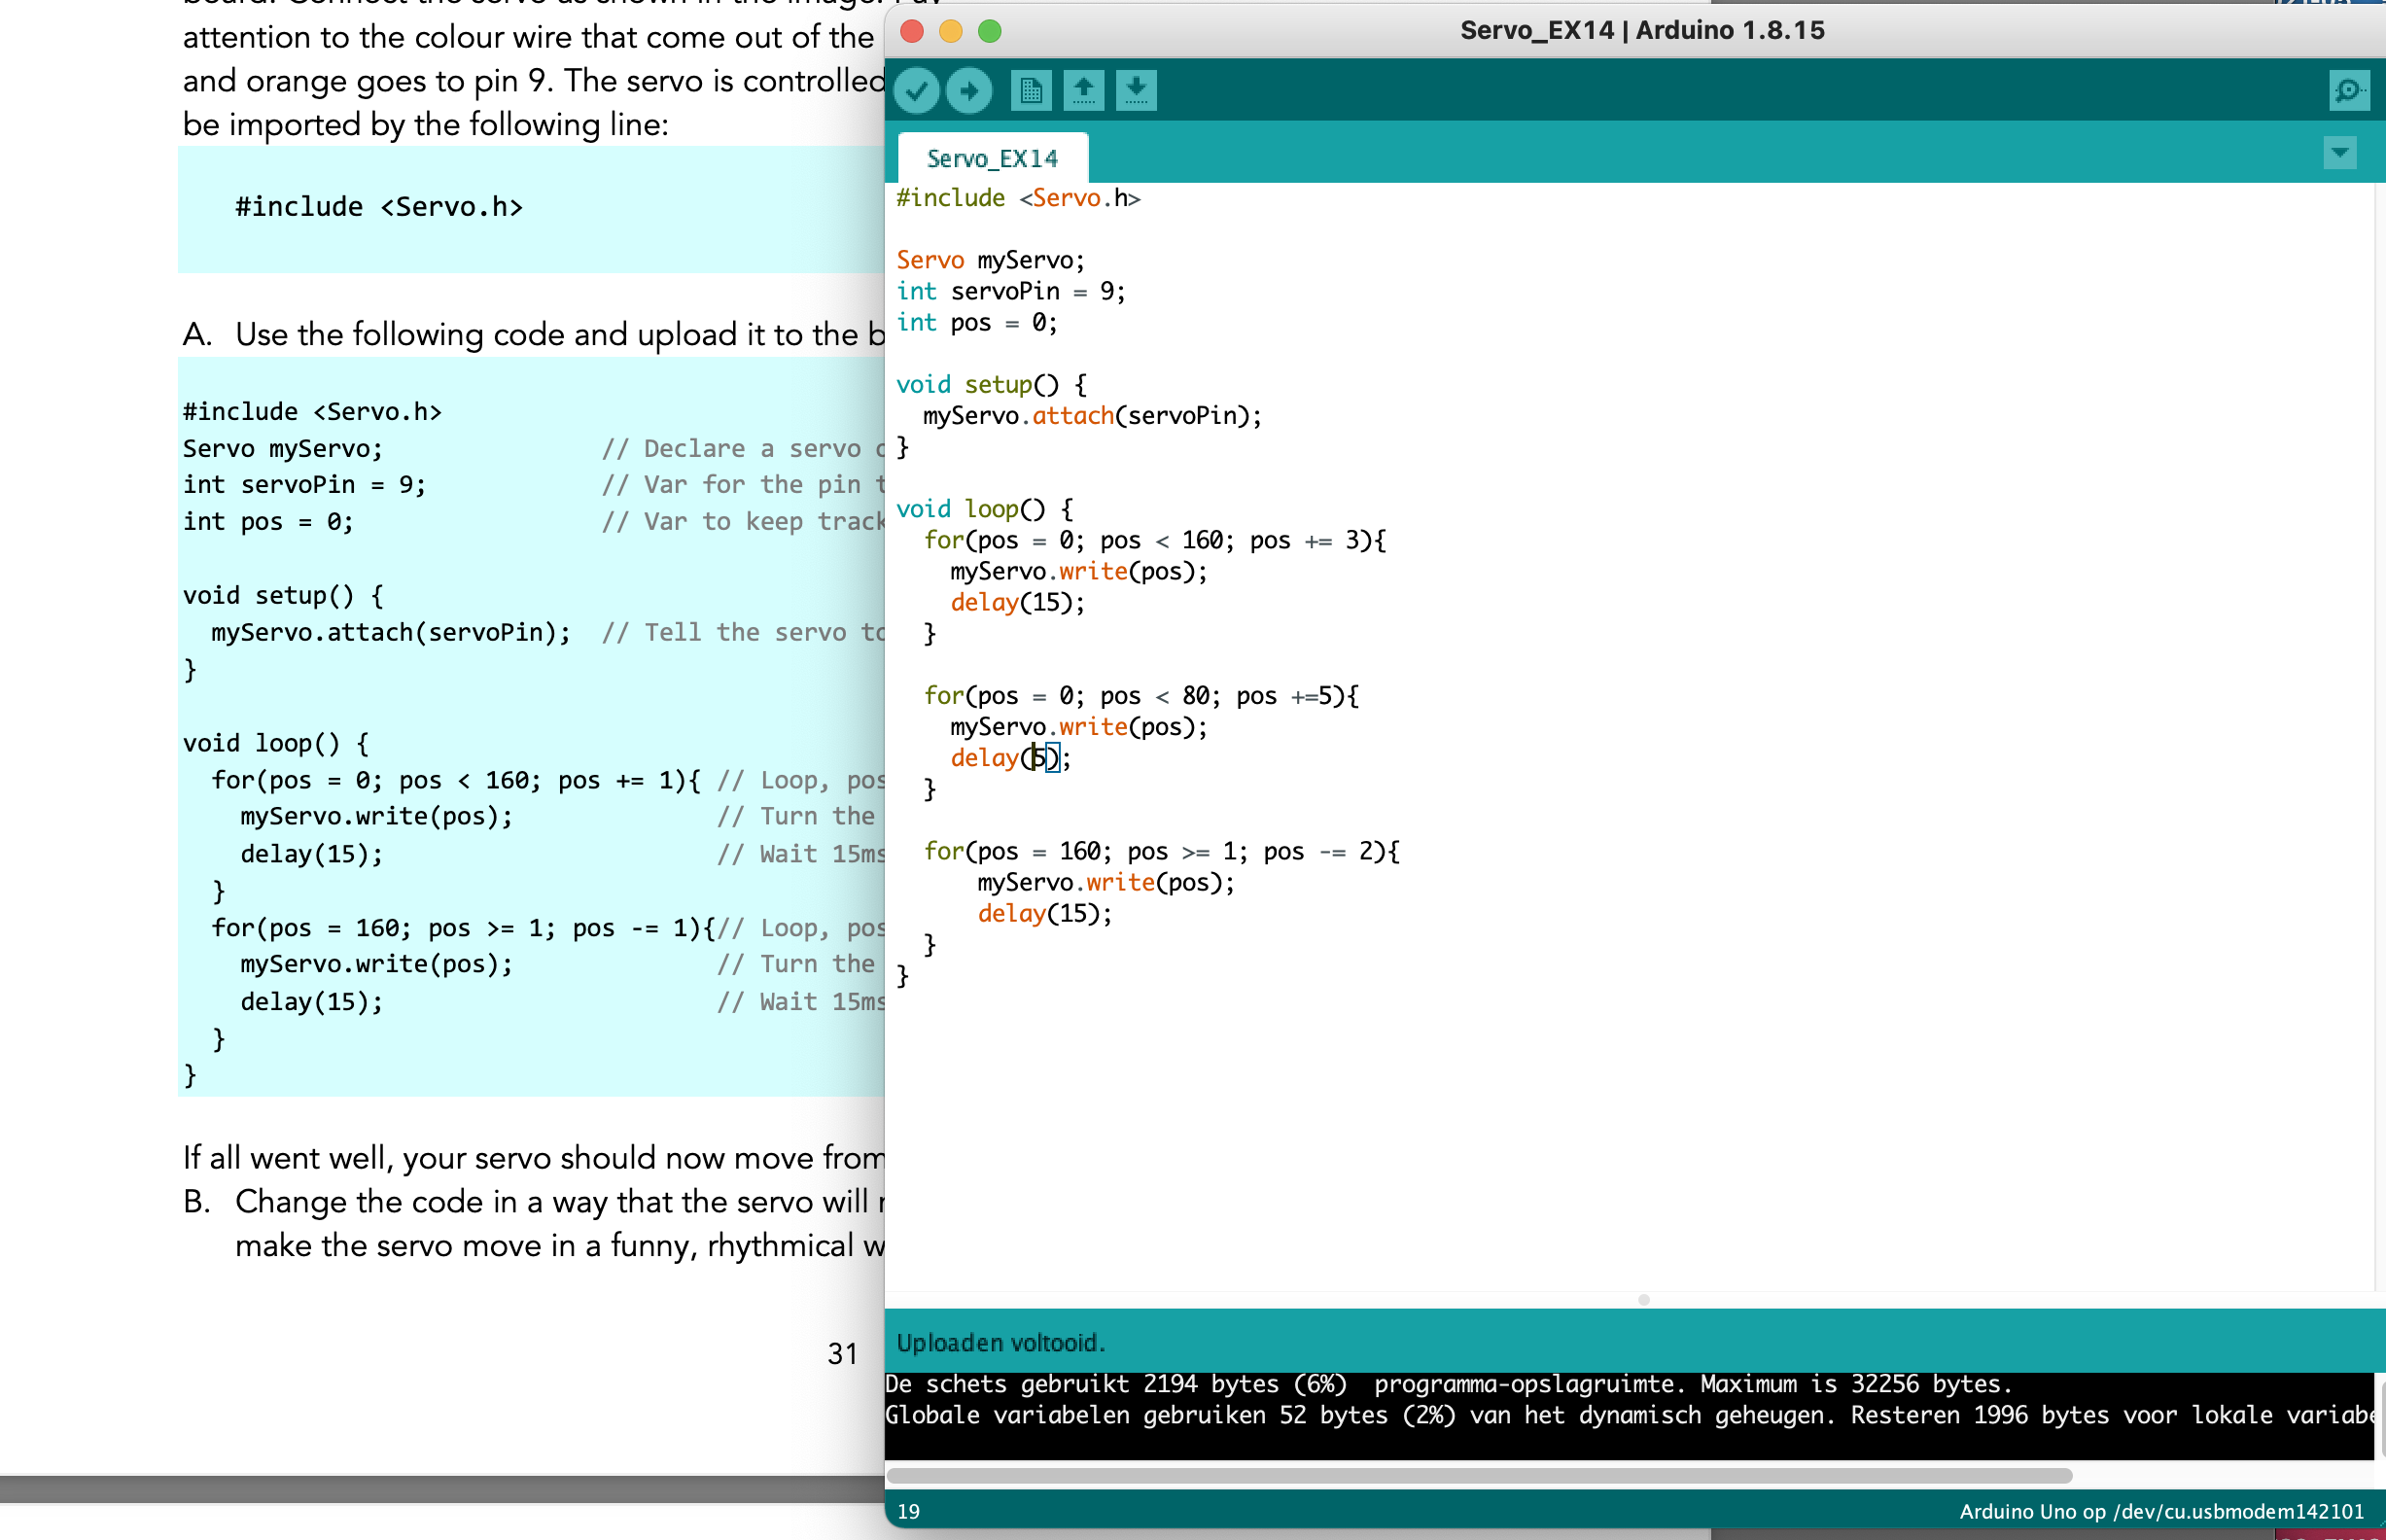 attention to the colour wire that come out of the
and orange goes to pin 9. The servo is controlled
be imported by the following line:
#include <Servo.h>
A. Use the following code and upload it to the b
#include <Servo.h>
Servo myServo; // Declare a servo
int servoPin = 9; // Var for the pin
int pos = 0; // Var to keep track
void setup() {
myServo.attach(servoPin); // Tell the servo to
}
void loop() {
for(pos = 0; pos < 160; pos += 1){ // Loop, pos
myServo.write(pos); // Turn the
delay(15); // Wait 15ms
}
for(pos = 160; pos >= 1; pos -= 1){// Loop, pos
myServo.write(pos); // Turn the
delay(15); // Wait 15ms
}
}
If all went well, your servo should now move from
B. Change the code in a way that the servo will
make the servo move in a funny, rhythmical w
31
Servo_EX14 | Arduino 1.8.15
Servo_EX14
#include <Servo.h>
Servo myServo;
int servoPin = 9;
int pos = 0;
void setup() {
myServo.attach(servoPin);
}
void loop() {
for(pos = 0; pos < 160; pos += 3){
myServo.write(pos);
delay(15);
}
for(pos = 0; pos < 80; pos +=5){
myServo.write(pos);
delay(5);
}
for(pos = 160; pos >= 1; pos -= 2){
myServo.write(pos);
delay(15);
}
}
Uploaden voltooid.
De schets gebruikt 2194 bytes (6%) programma-opslagruimte. Maximum is 32256 bytes.
Globale variabelen gebruiken 52 bytes (2%) van het dynamisch geheugen. Resteren 1996 bytes voor lokale variabe
19
Arduino Uno op /dev/cu.usbmodem142101